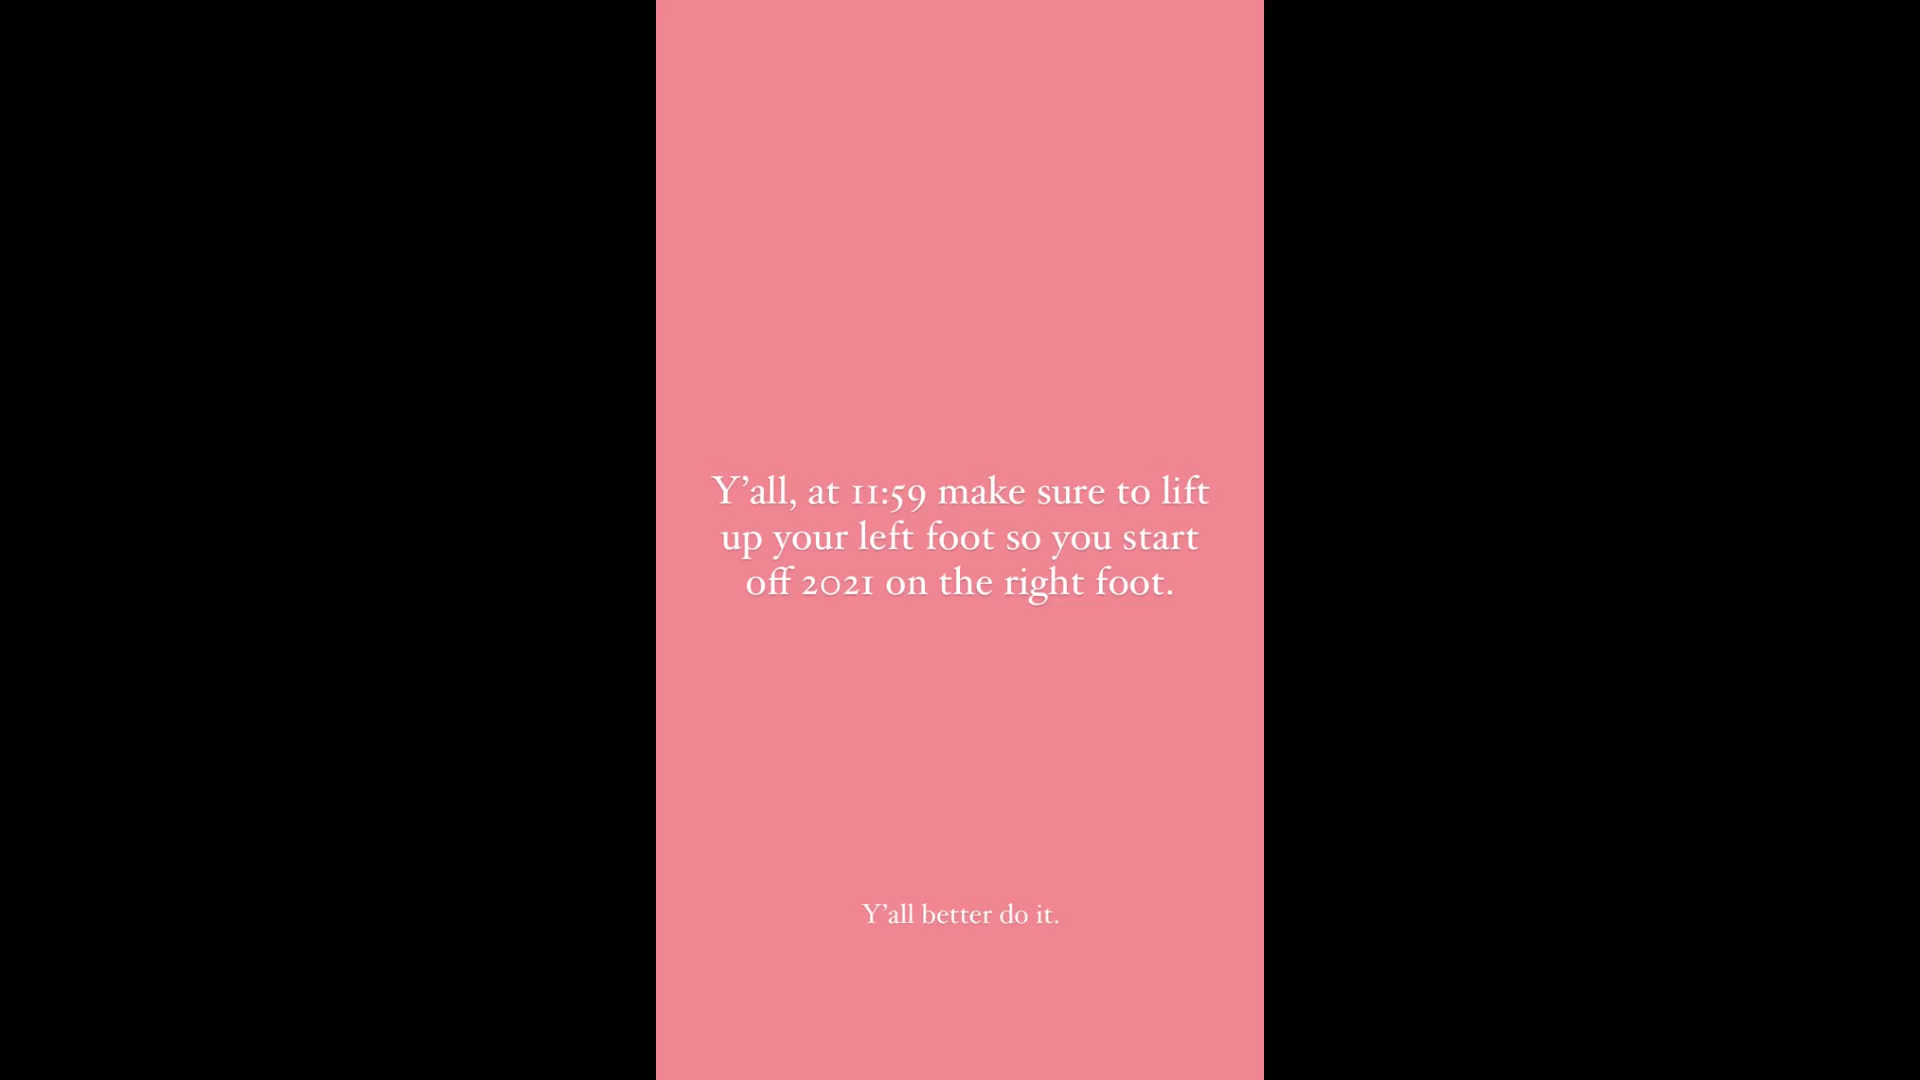 Y’all, at 11:59 make sure to lift
up your left foot so you start
off 2021 on the right foot.
Y’all better do it.